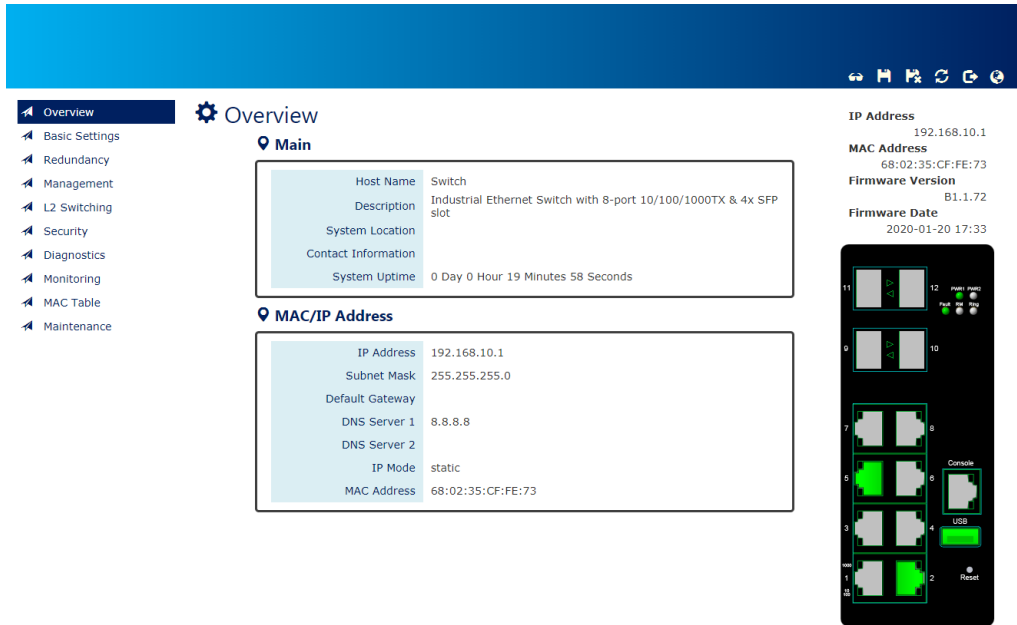 Overview
Basic Settings
Redundancy
Management
L2 Switching
Security
Diagnostics
Monitoring
MAC Table
Maintenance
Overview
Main
Host Name Switch
Description Industrial Ethernet Switch with 8-port 10/100/1000TX & 4x SFP
slot
System Location
Contact Information
System Uptime 0 Day 0 Hour 19 Minutes 58 Seconds
MAC/IP Address
IP Address 192.168.10.1
Subnet Mask 255.255.255.0
Default Gateway
DNS Server 1 8.8.8.8
DNS Server 2
IP Mode static
MAC Address 68:02:35:CF:FE:73
IP Address
192.168.10.1
MAC Address
68:02:35:CF:FE:73
Firmware Version
B1.1.72
Firmware Date
2020-01-20 17:33
11 12 PWR1 PWR2
Fault RM Ring
9 10
7 8
Console
5 6
USB
3 4
1000
1 2 Reset
10
100